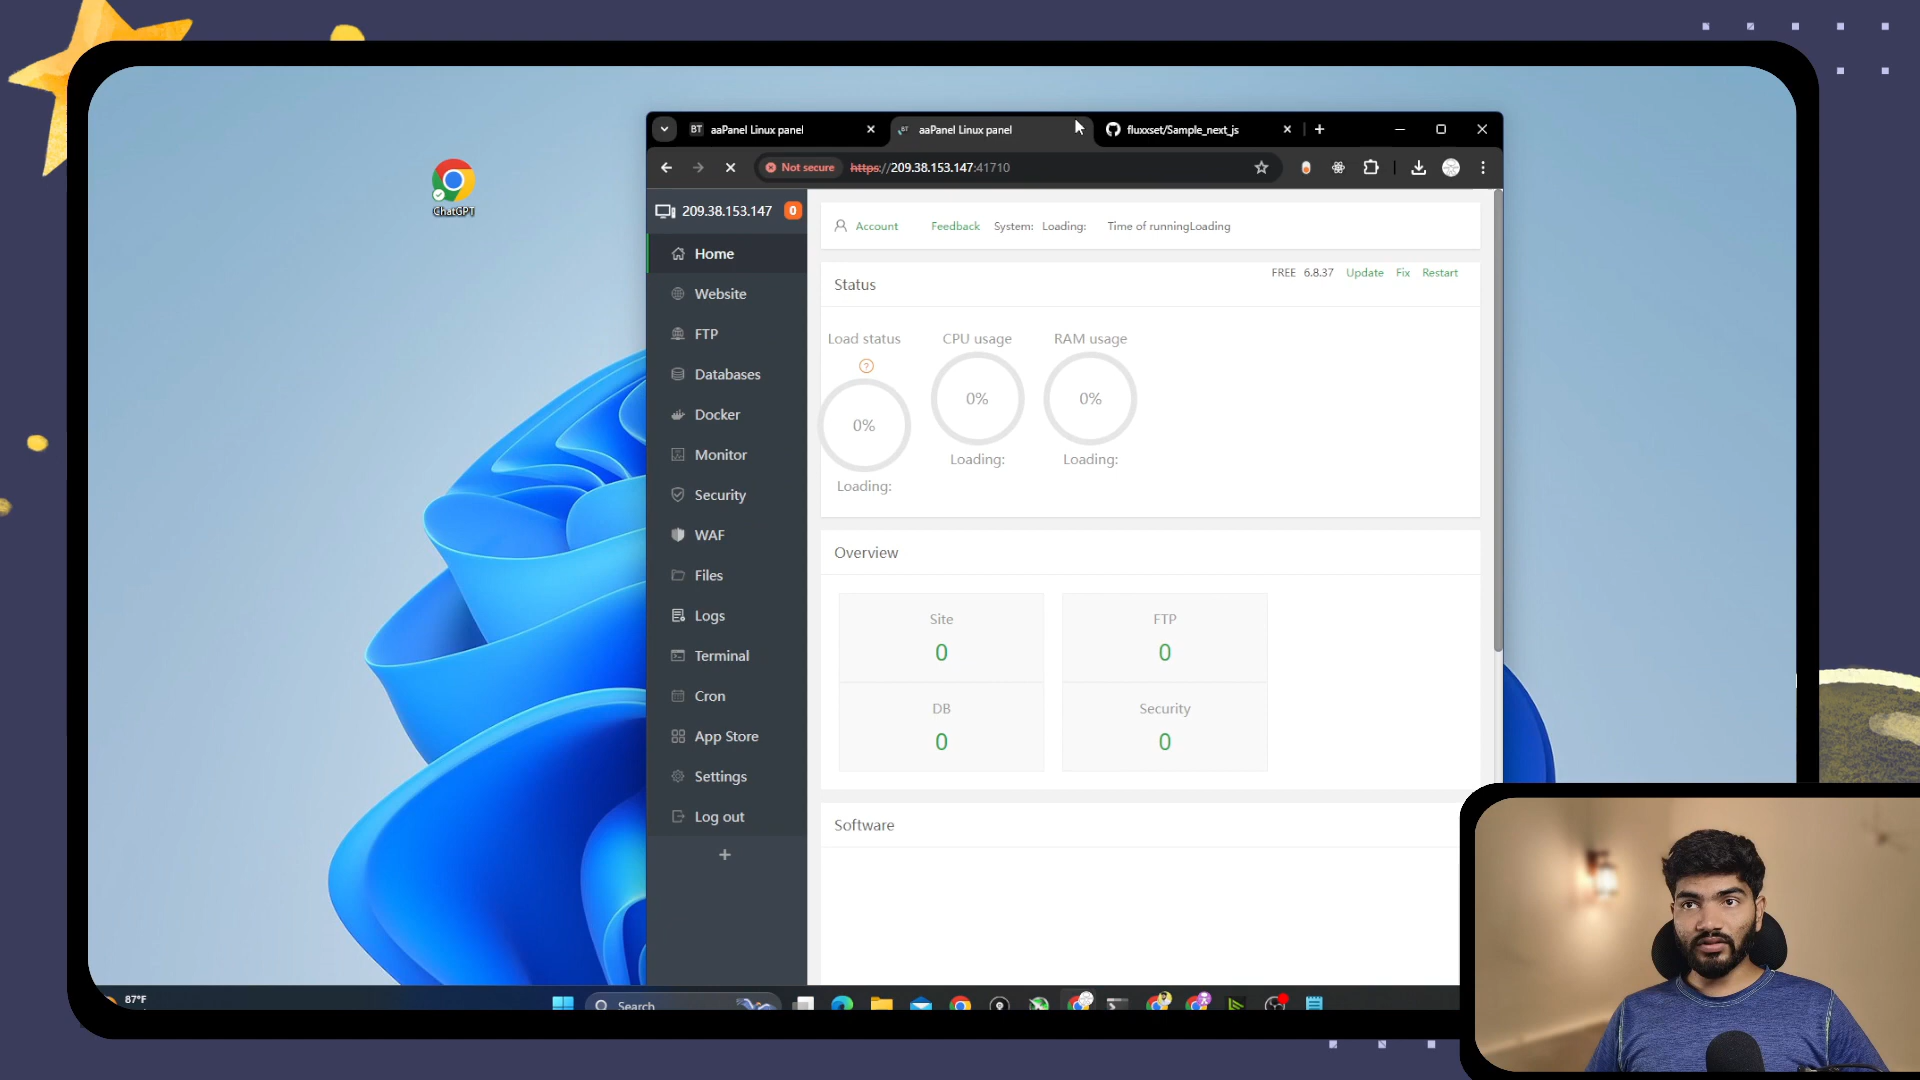 ChatGPT
BT aaPanel Linux panel
BT aaPanel Linux panel
fluxxset/Sample_next_js
Not secure https://209.38.153.147:41710
209.38.153.147 0
Home
Website
FTP
Databases
Docker
Monitor
Security
WAF
Files
Logs
Terminal
Cron
App Store
Settings
Log out
Account Feedback System: Loading: Time of runningLoading
Status
FREE 6.8.37 Update Fix Restart
Load status CPU usage RAM usage
?
0% 0% 0%
Loading: Loading: Loading:
Overview
Site FTP
0 0
DB Security
0 0
Software
87°F
Search